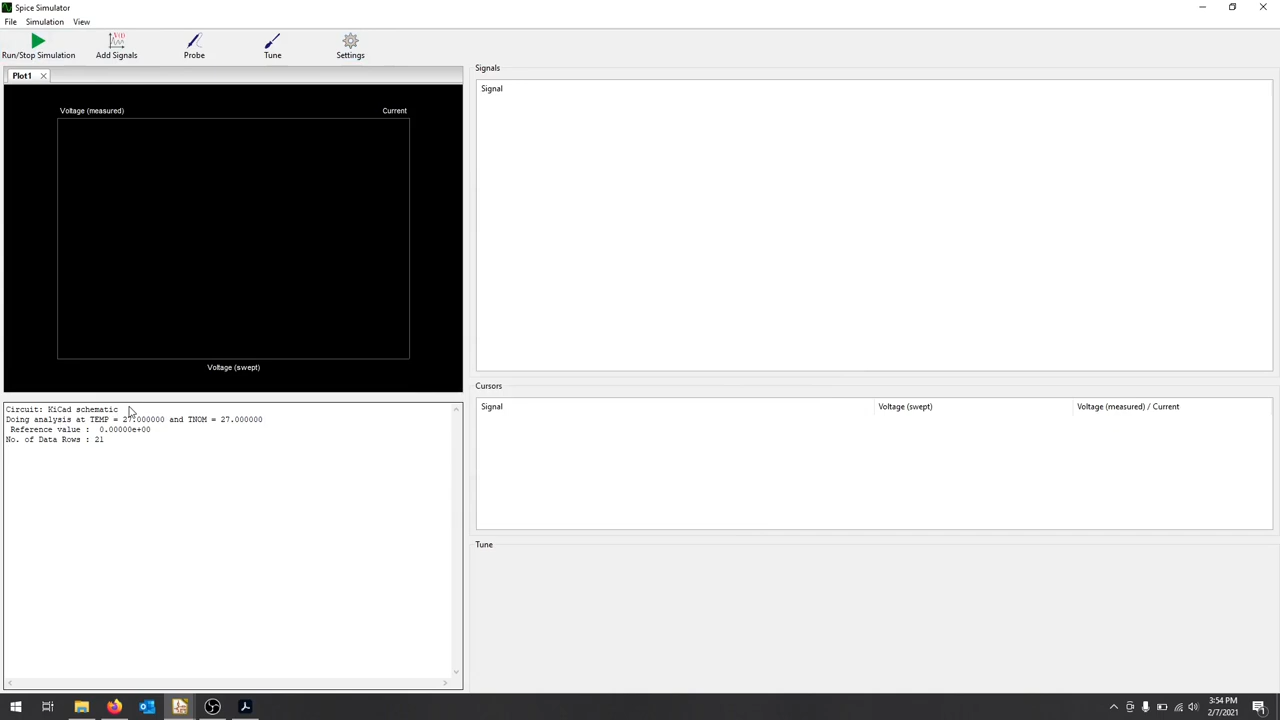 Spice Simulator
File Simulation View
Run/Stop Simulation Add Signals Probe Tune Settings
Plot1
Voltage (measured) Current
Voltage (swept)
Circuit: KiCad schematic
Doing analysis at TEMP = 27.000000 and TNOM = 27.000000
Reference value : 0.00000e+00
No. of Data Rows : 21
Signals
Signal
Cursors
Signal Voltage (swept) Voltage (measured) / Current
Tune
3:54 PM
2/7/2021